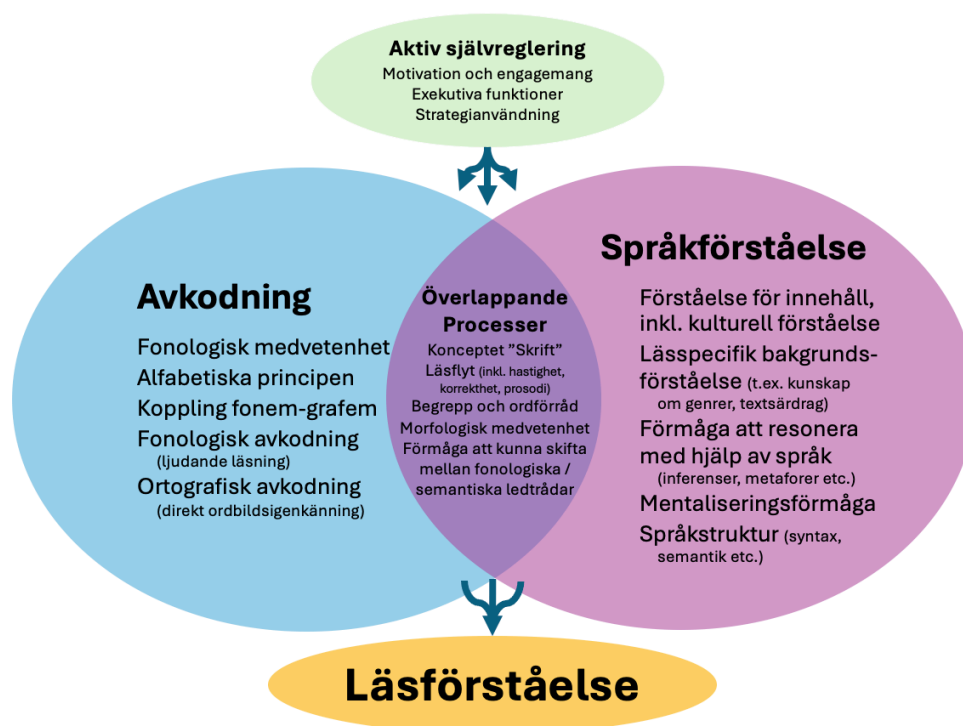 Aktiv självreglering
Motivation och engagemang
Exekutiva funktioner
Strategianvändning
Avkodning
Fonologisk medvetenhet
Alfabetiska principen
Koppling fonem-grafem
Fonologisk avkodning
(ljudande läsning)
Ortografisk avkodning
(direkt ordbildsigenkänning)
Överlappande
Processer
Konceptet ”Skrift”
Läsflyt (inkl. hastighet,
korrekthet, prosodi)
Begrepp och ordförråd
Morfologisk medvetenhet
Förmåga att kunna skifta
mellan fonologiska /
semantiska ledtrådar
Språkförståelse
Förståelse för innehåll,
inkl. kulturell förståelse
Lässpecifik bakgrunds-
förståelse (t.ex. kunskap
om genrer, textsärdrag)
Förmåga att resonera
med hjälp av språk
(inferenser, metaforer etc.)
Mentaliseringsförmåga
Språkstruktur (syntax,
semantik etc.)
Läsförståelse